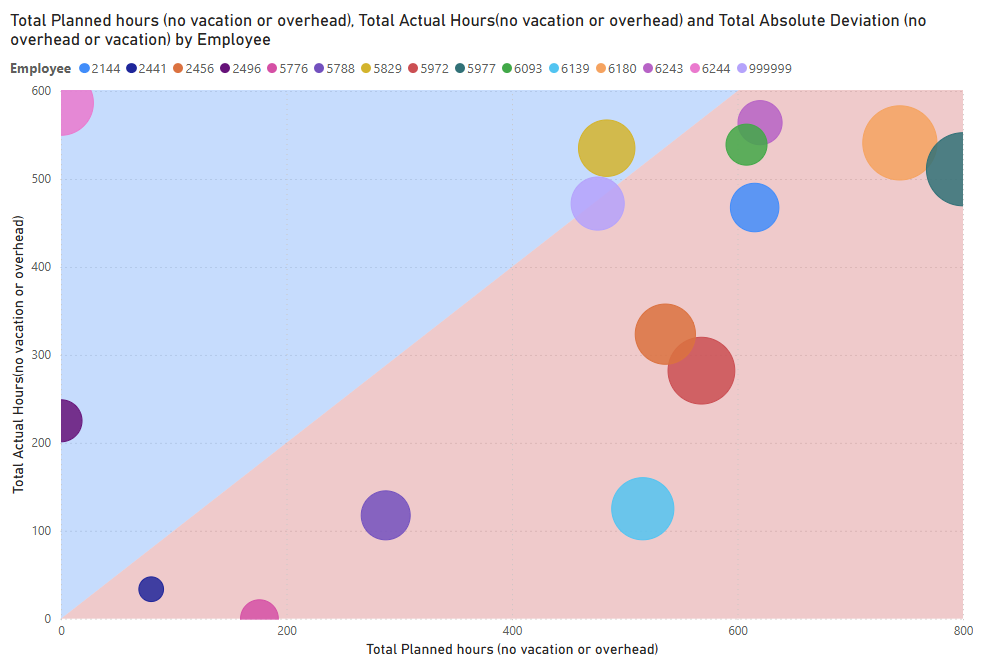 Total Planned hours (no vacation or overhead), Total Actual Hours(no vacation or overhead) and Total Absolute Deviation (no
overhead or vacation) by Employee
Employee 2144 2441 2456 2496 5776 5788 5829 5972 5977 6093 6139 6180 6243 6244 999999
600
500
400
300
200
100
0
Total Actual Hours(no vacation or overhead)
0 200 400 600 800
Total Planned hours (no vacation or overhead)